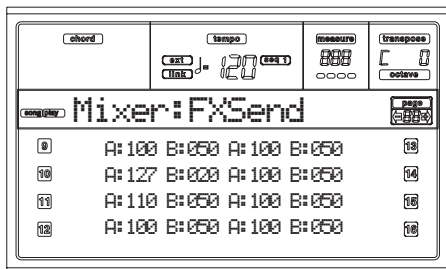 chord tempo measure transpose
ext link ♩= 120 seq 1 888 [ 0
octave
song|play Mixer:FXSend page
9 A:100 B:050 A:100 B:050 13
10 A:127 B:020 A:100 B:050 14
11 A:110 B:050 A:100 B:050 15
12 A:100 B:050 A:100 B:050 16